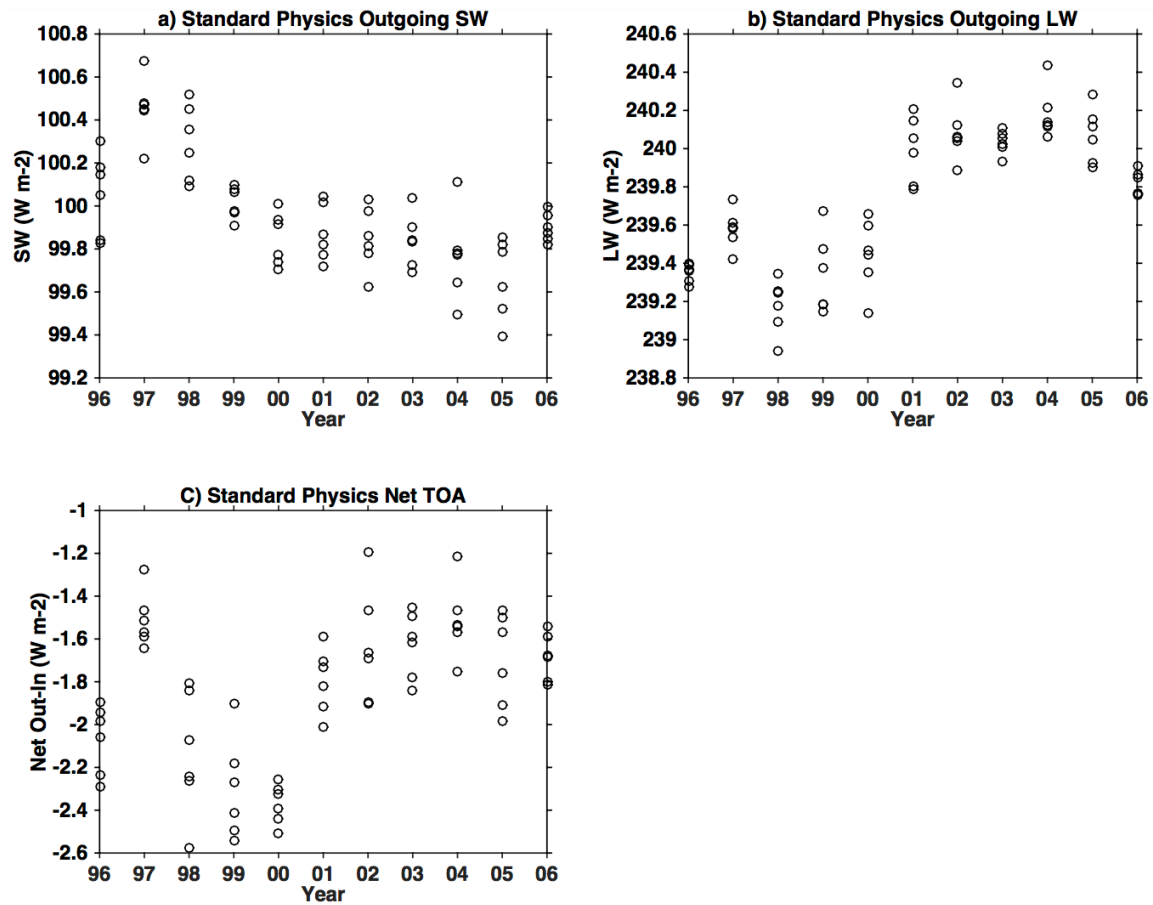 a) Standard Physics Outgoing SW
100.8
100.6
100.4
100.2
100
99.8
99.6
99.4
99.2
SW (W m-2)
96 97 98 99 00 01 02 03 04 05 06
Year
b) Standard Physics Outgoing LW
240.6
240.4
240.2
240
239.8
239.6
239.4
239.2
239
238.8
LW (W m-2)
96 97 98 99 00 01 02 03 04 05 06
Year
C) Standard Physics Net TOA
-1
-1.2
-1.4
-1.6
-1.8
-2
-2.2
-2.4
-2.6
Net Out-In (W m-2)
96 97 98 99 00 01 02 03 04 05 06
Year